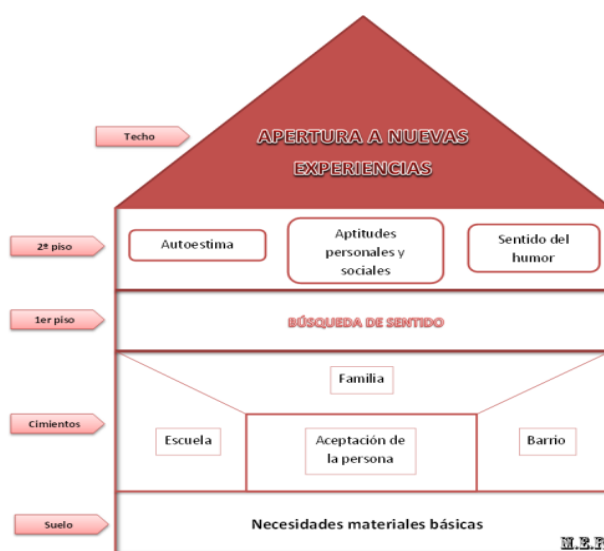 Techo
APERTURA A NUEVAS
EXPERIENCIAS
2º piso
Autoestima
Aptitudes
personales y
sociales
Sentido del
humor
1er piso
BÚSQUEDA DE SENTIDO
Cimientos
Familia
Escuela
Aceptación de
la persona
Barrio
Suelo
Necesidades materiales básicas
M.E.R